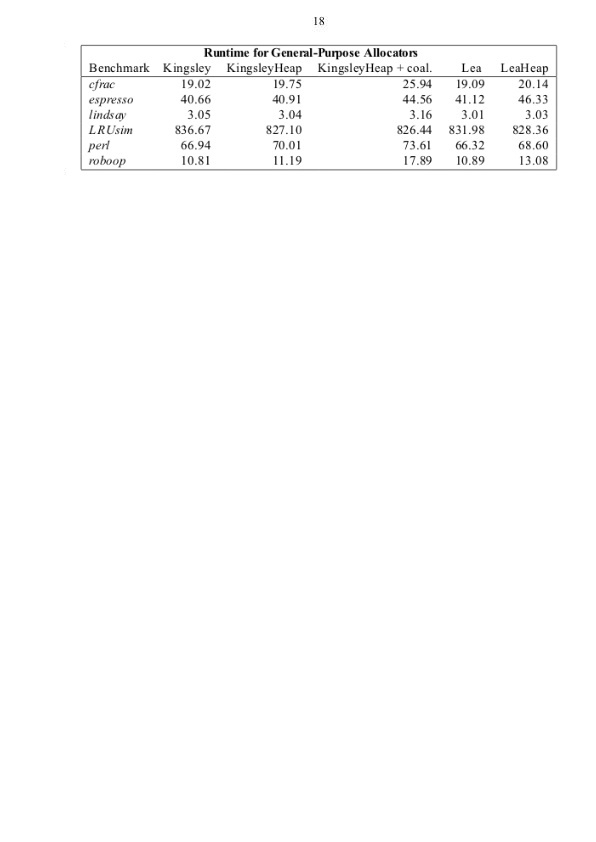 18
Runtime for General-Purpose Allocators
Benchmark Kingsley KingsleyHeap KingsleyHeap + coal. Lea LeaHeap
cfrac 19.02 19.75 25.94 19.09 20.14
espresso 40.66 40.91 44.56 41.12 46.33
lindsay 3.05 3.04 3.16 3.01 3.03
LRUsim 836.67 827.10 826.44 831.98 828.36
perl 66.94 70.01 73.61 66.32 68.60
roboop 10.81 11.19 17.89 10.89 13.08